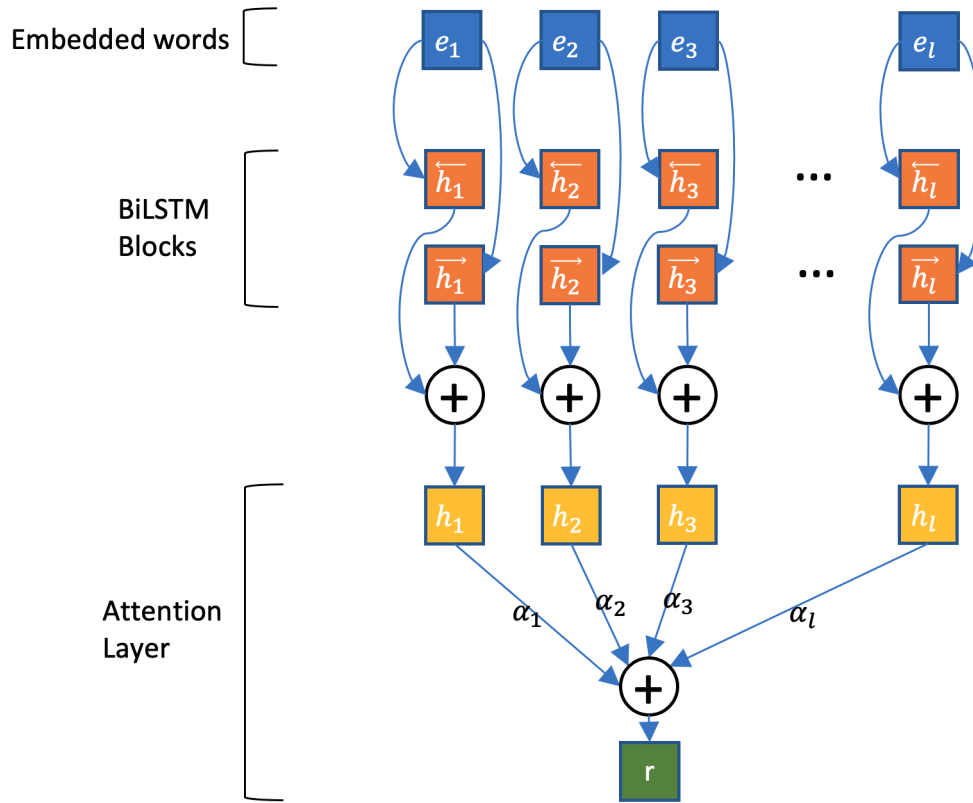 Embedded words
e₁ e₂ e₃ eₗ
←h₁ ←h₂ ←h₃ ... ←hₗ
BiLSTM
Blocks
→h₁ →h₂ →h₃ ... →hₗ
+ + + +
h₁ h₂ h₃ hₗ
Attention
Layer
α₁ α₂ α₃ αₗ
+
r